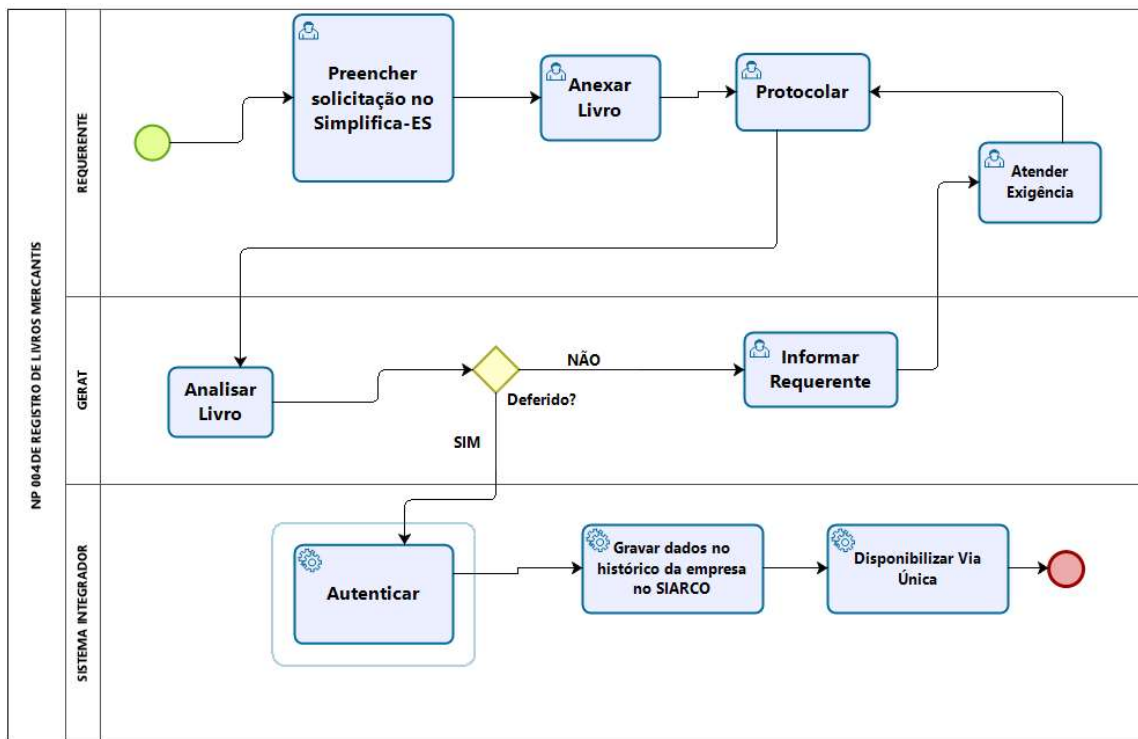 NP 004 DE REGISTRO DE LIVROS MERCANTIS
REQUERENTE
Preencher
solicitação no
Simplifica-ES
Anexar
Livro
Protocolar
Atender
Exigência
GERAT
Analisar
Livro
Deferido?
NÃO
SIM
Informar
Requerente
SISTEMA INTEGRADOR
Autenticar
Gravar dados no
histórico da empresa
no SIARCO
Disponibilizar Via
Única